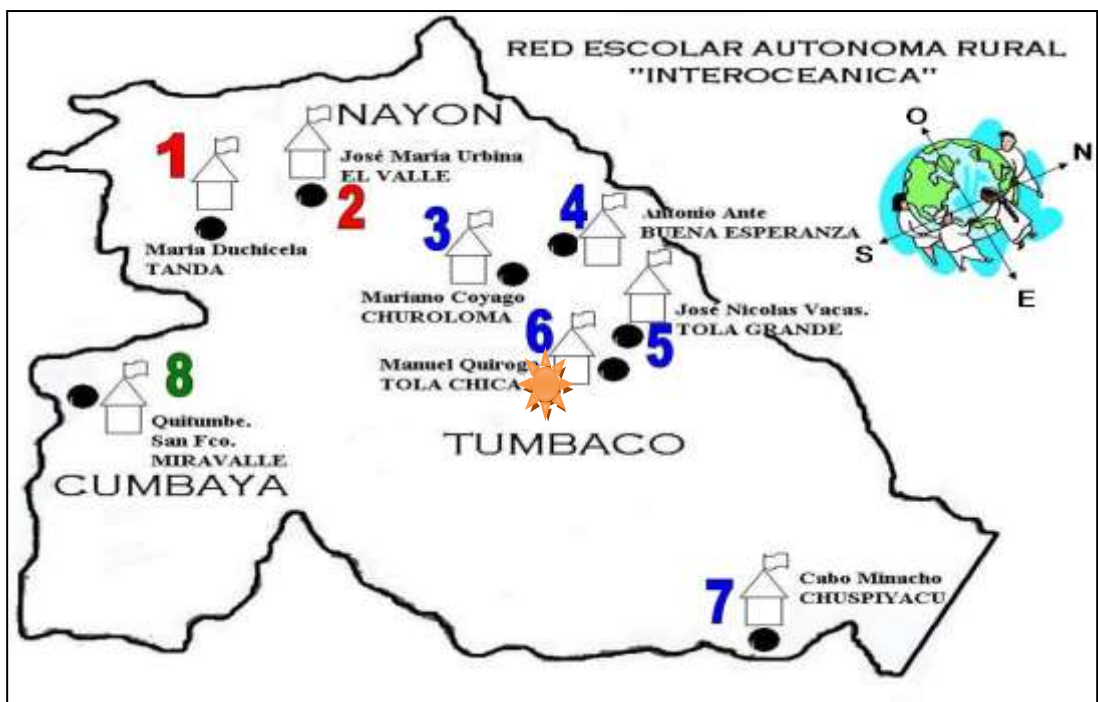 RED ESCOLAR AUTONOMA RURAL
"INTEROCEANICA"
NAYON
O
N
S
E
1
José María Urbina
EL VALLE
2
María Duchicela
TANDA
3
Mariano Coyago
CHUROLOMA
4
Antonio Ante
BUENA ESPERANZA
José Nicolas Vacas.
TOLA GRANDE
5
6
Manuel Quiroga
TOLA CHICA
8
Quitumbe.
San Fco.
MIRAVALLE
TUMBACO
CUMBAYA
7
Cabo Minacho
CHUSPIYACU